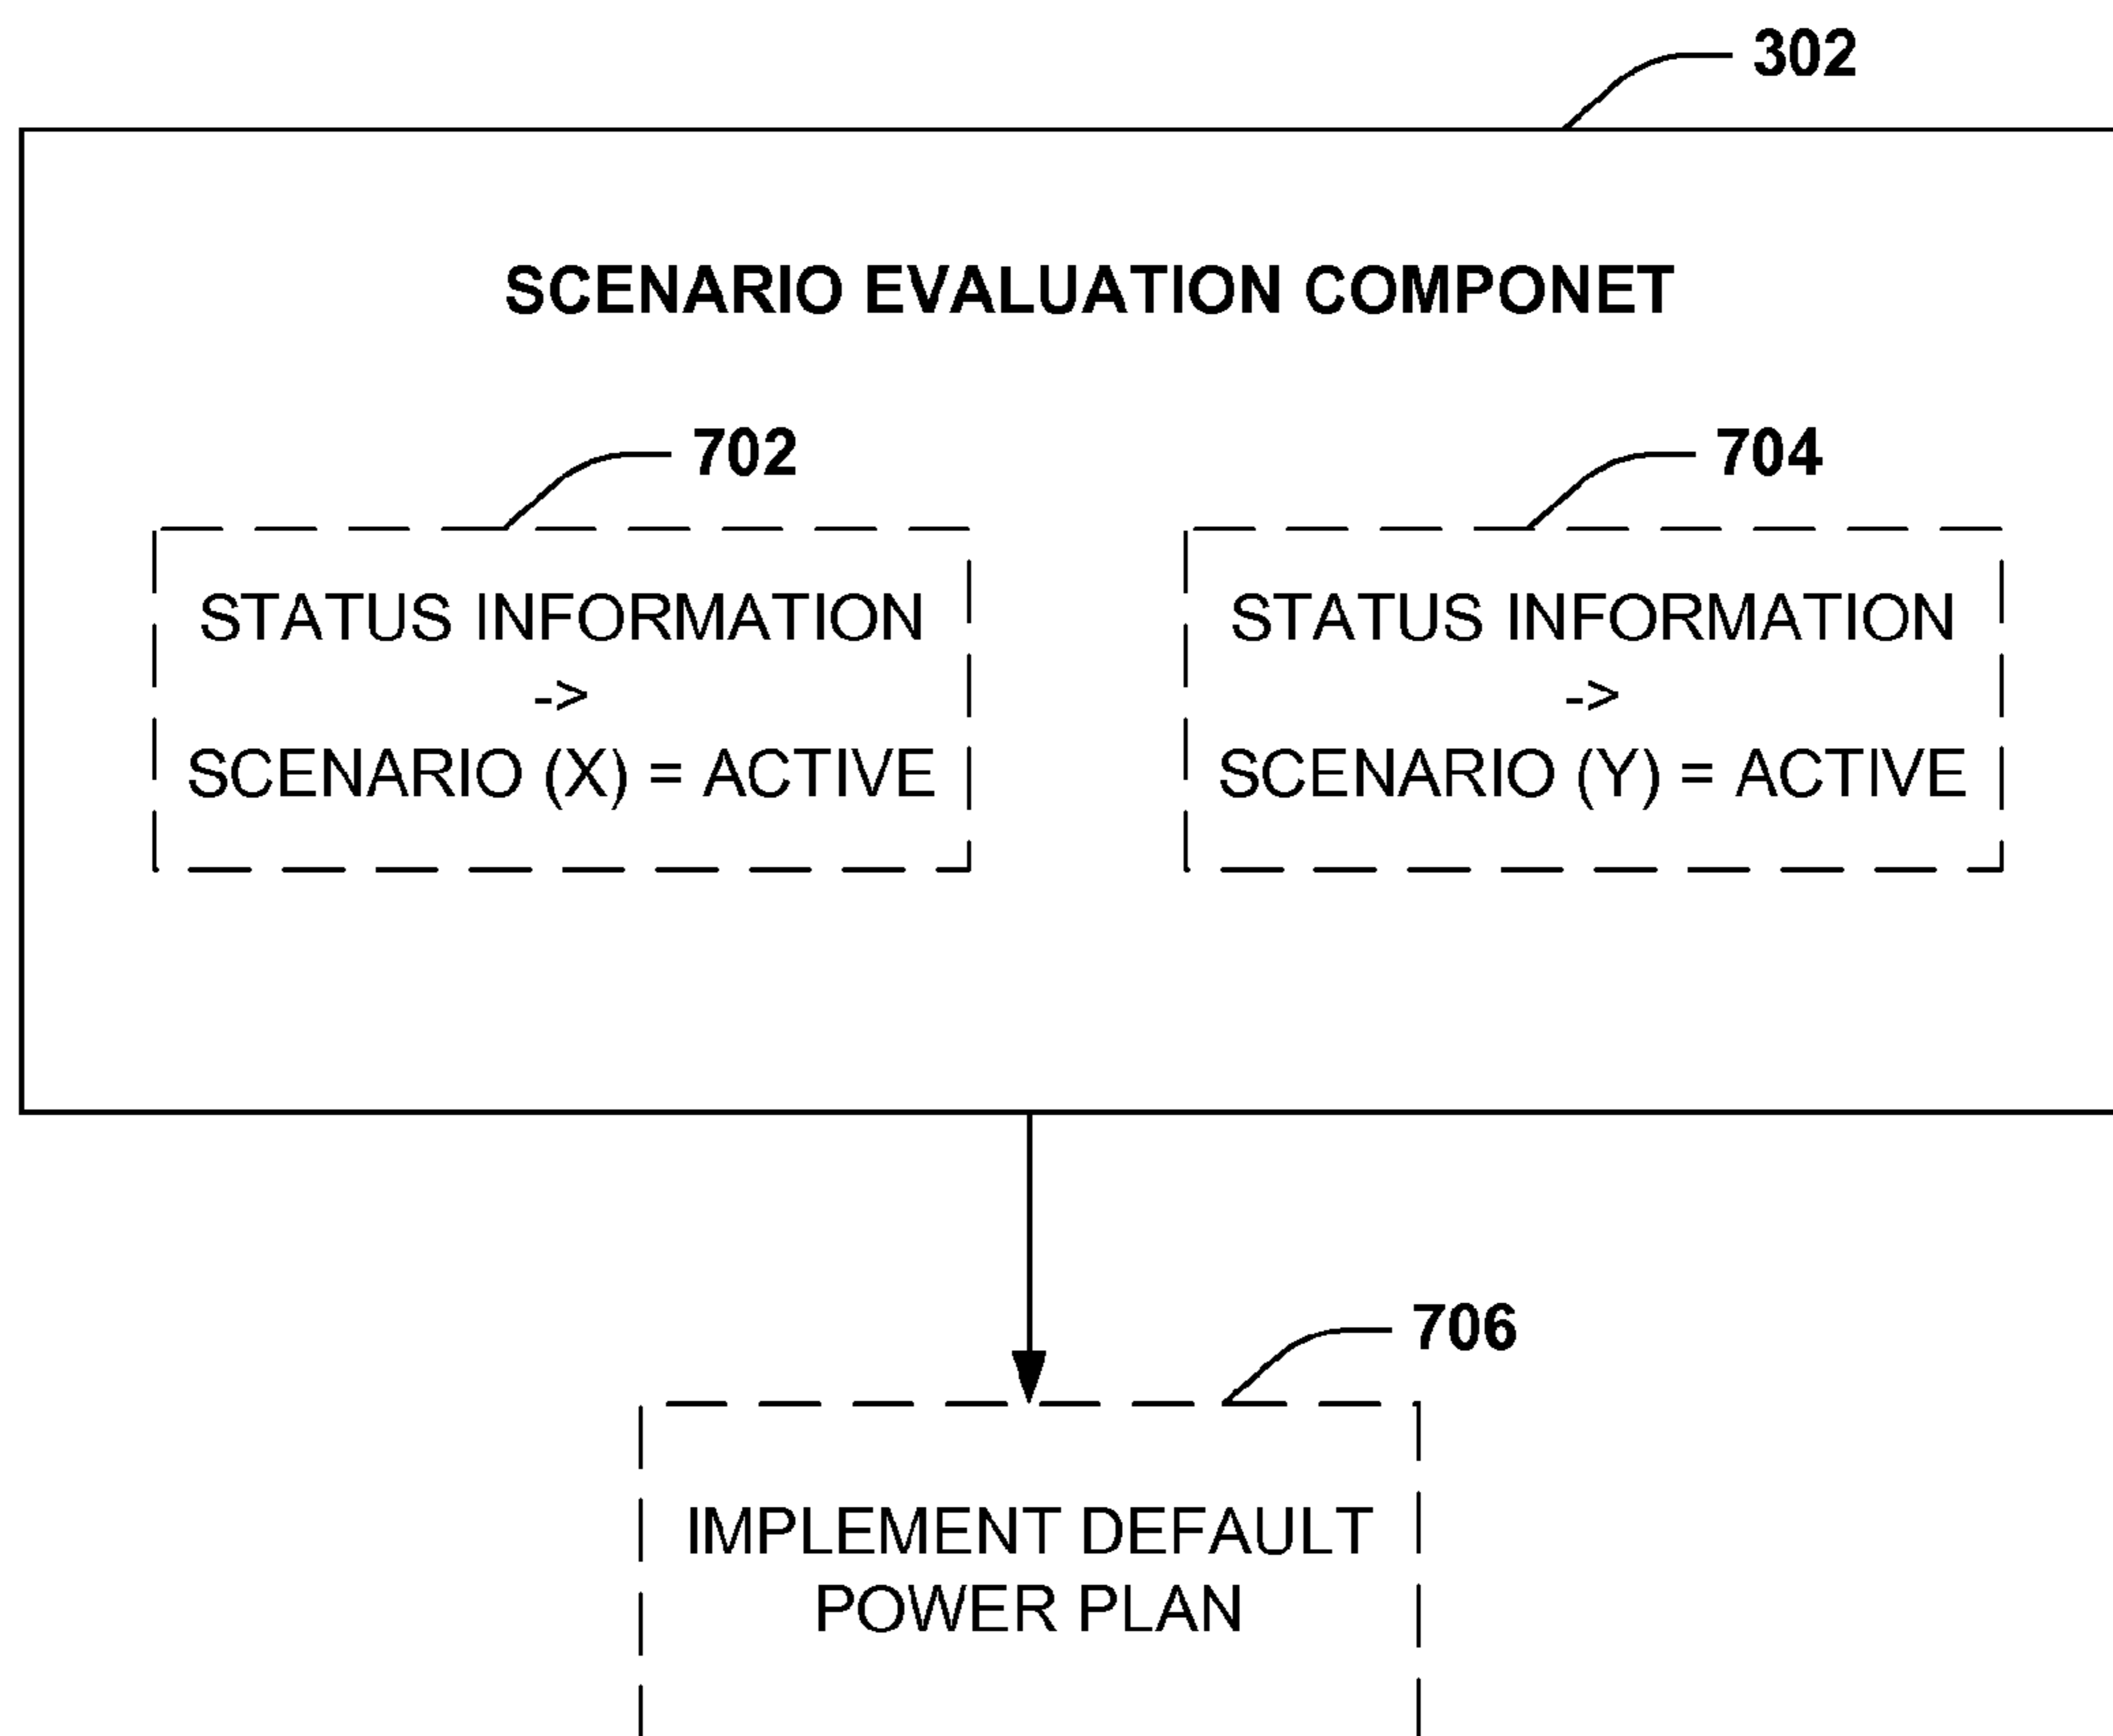 302
SCENARIO EVALUATION COMPONET
702
704
STATUS INFORMATION
->
SCENARIO (X) = ACTIVE
STATUS INFORMATION
->
SCENARIO (Y) = ACTIVE
706
IMPLEMENT DEFAULT
POWER PLAN